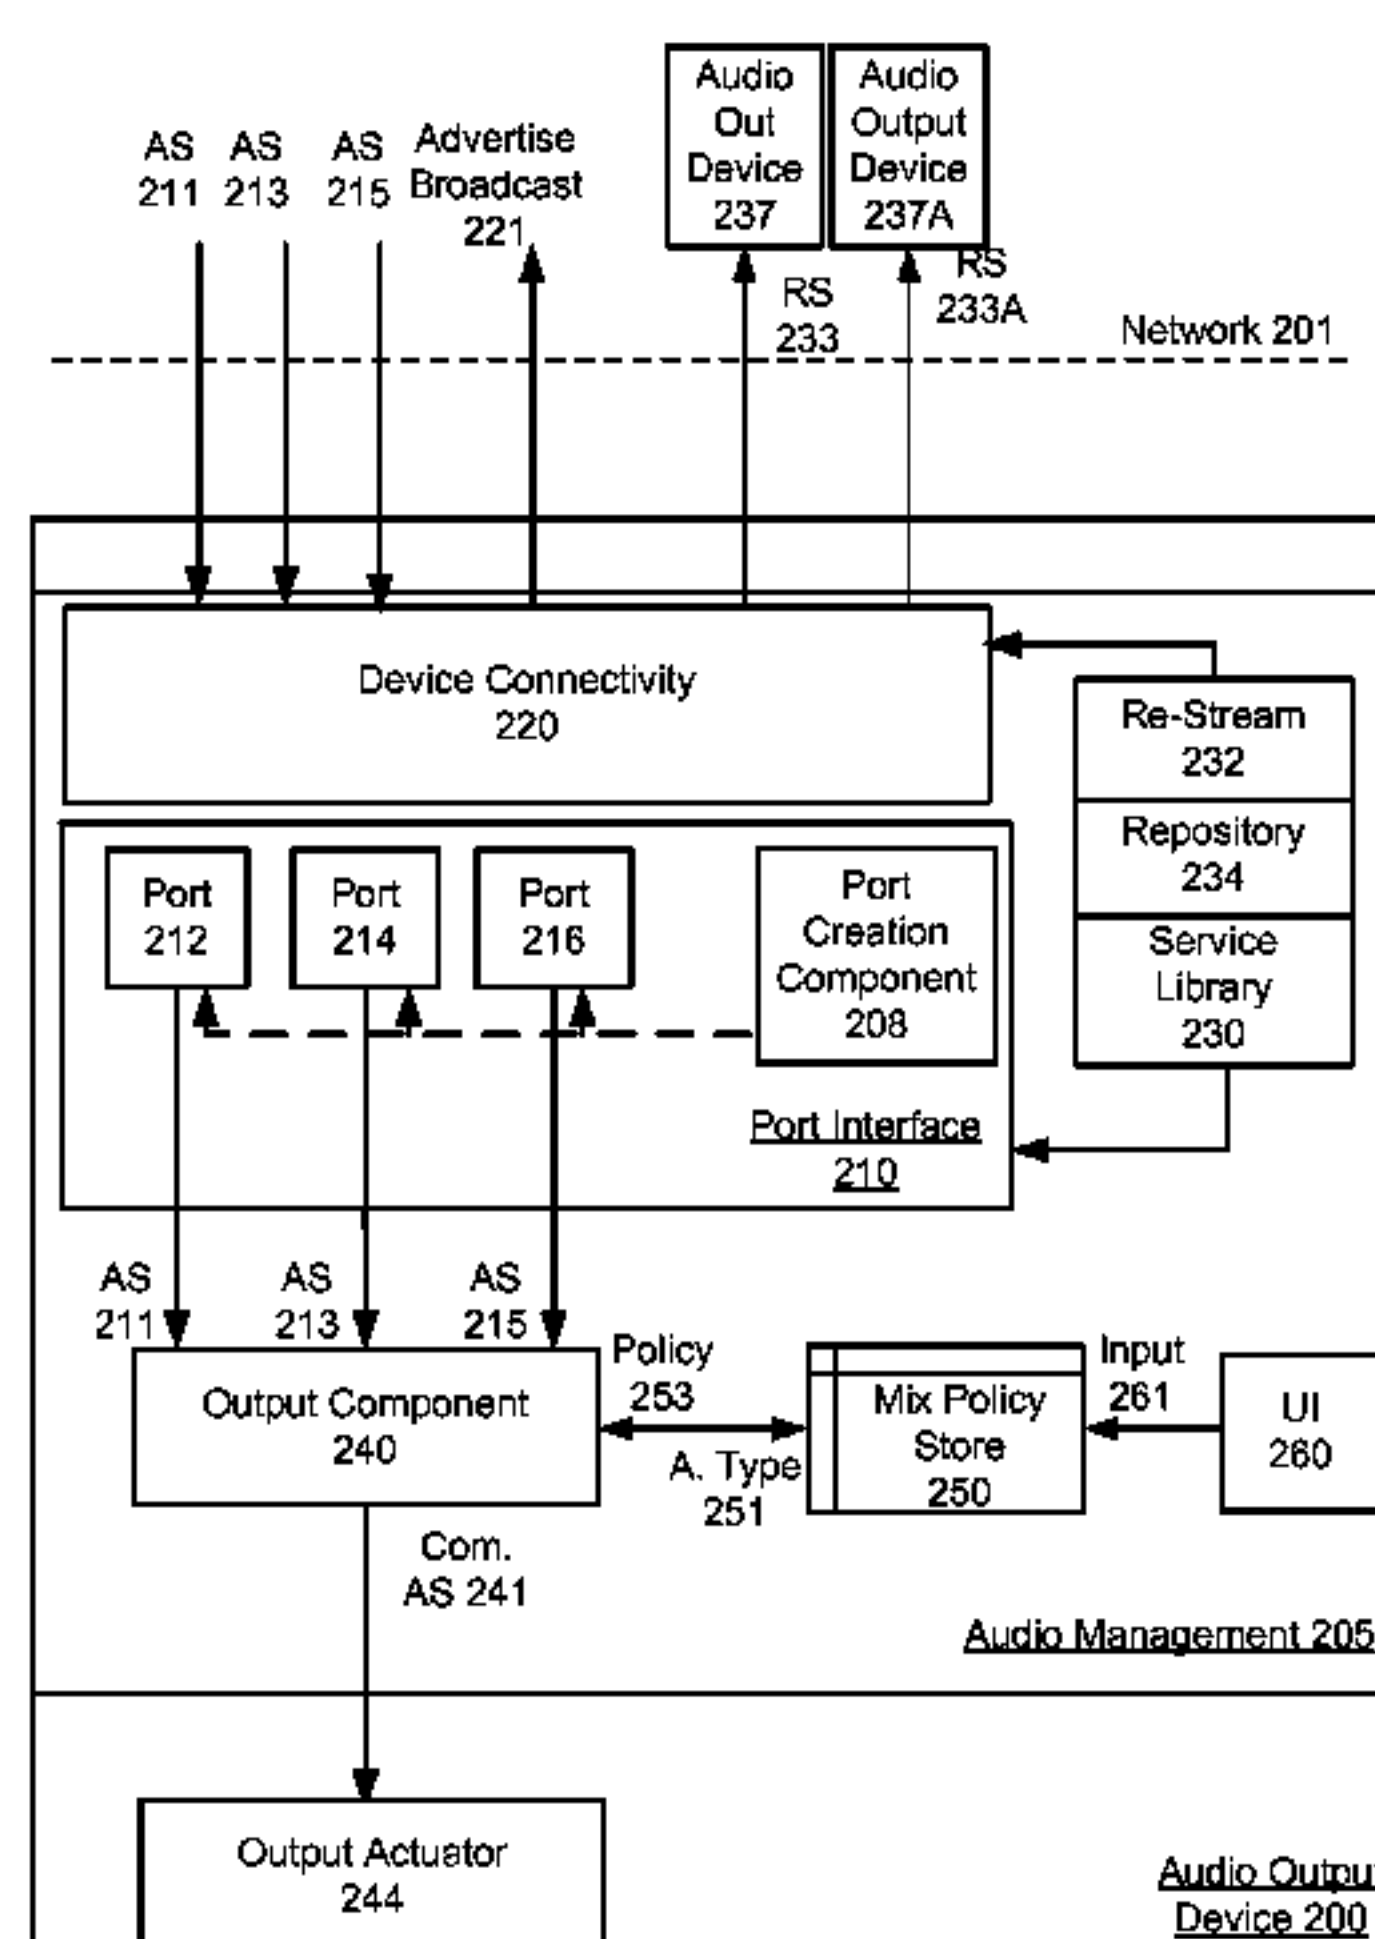 Audio
Out
Device
237
Audio
Output
Device
237A
AS
211
AS
213
AS
215
Advertise
Broadcast
221
RS
233
RS
233A
Network 201
Device Connectivity
220
Re-Stream
232
Repository
234
Service
Library
230
Port
212
Port
214
Port
216
Port
Creation
Component
208
Port Interface
210
AS
211
AS
213
AS
215
Output Component
240
Policy
253
A. Type
251
Mix Policy
Store
250
Input
261
UI
260
Com.
AS 241
Audio Management 205
Output Actuator
244
Audio Output
Device 200